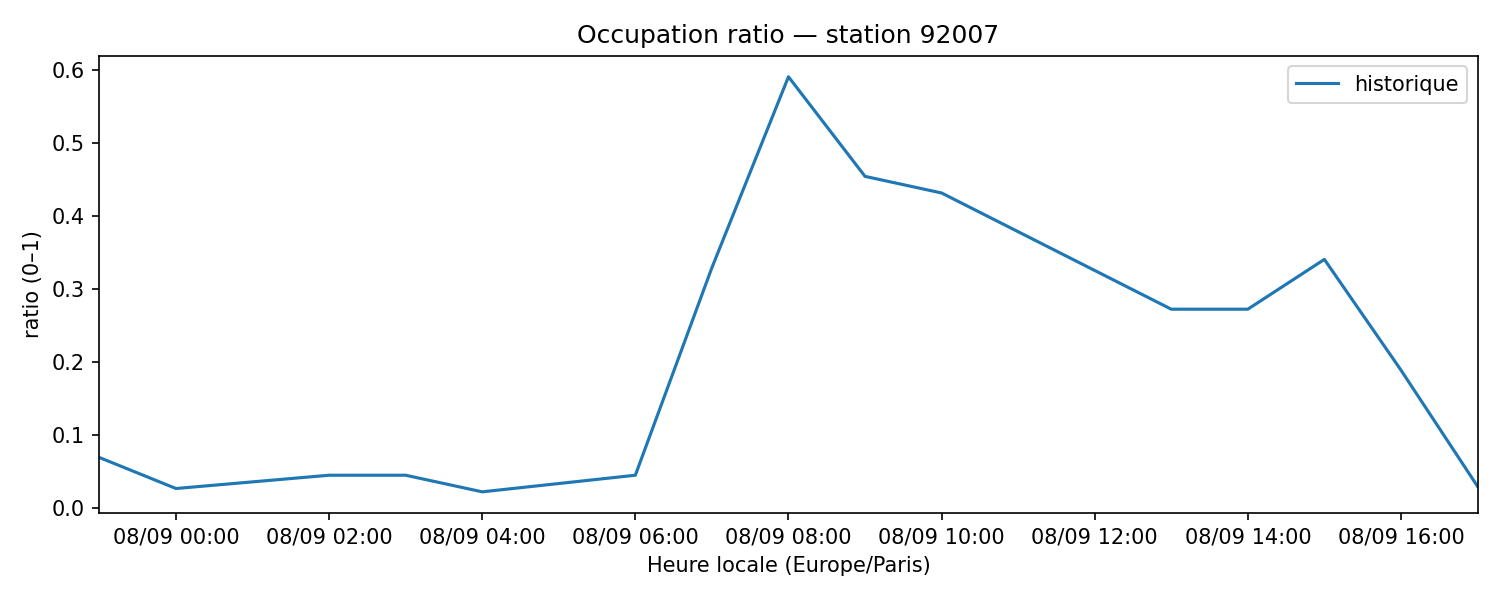 Occupation ratio — station 92007
historique
ratio (0–1)
0.6
0.5
0.4
0.3
0.2
0.1
0.0
08/09 00:00 08/09 02:00 08/09 04:00 08/09 06:00 08/09 08:00 08/09 10:00 08/09 12:00 08/09 14:00 08/09 16:00
Heure locale (Europe/Paris)